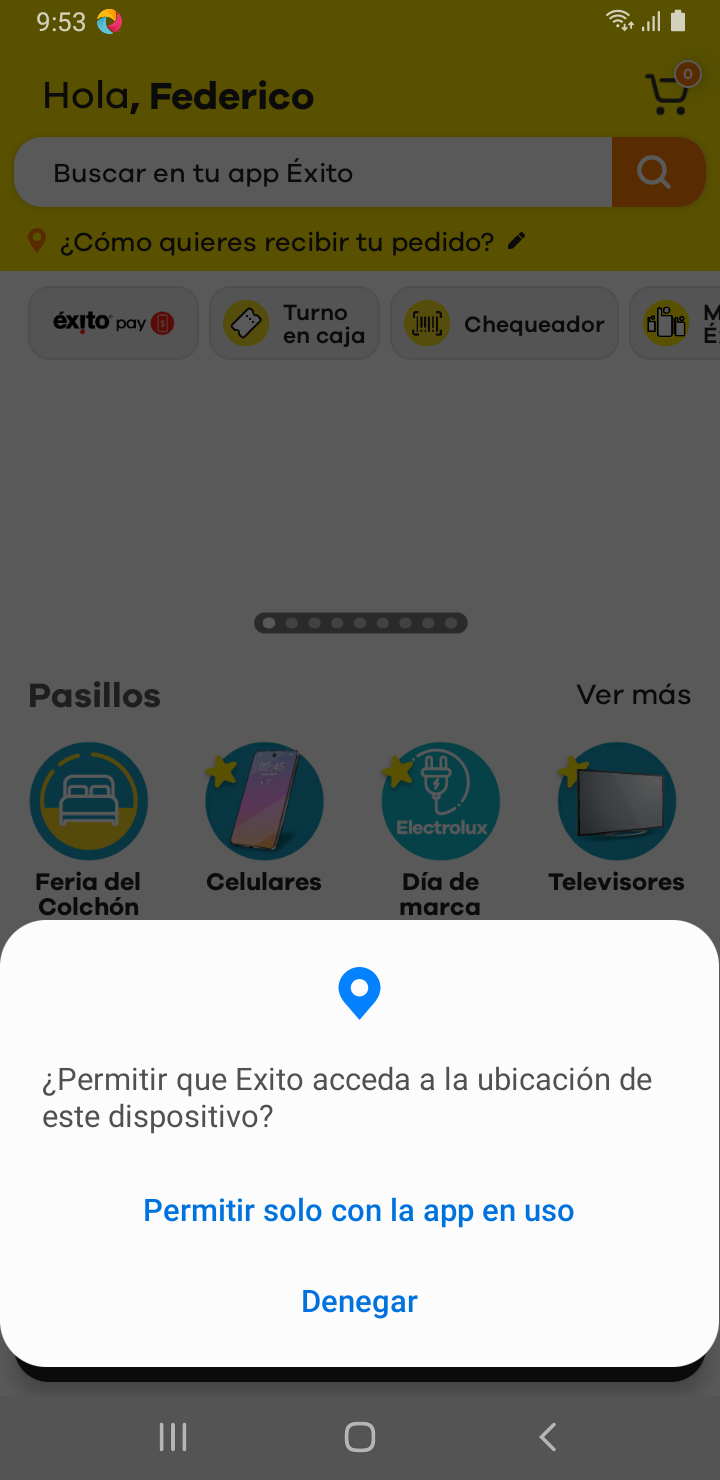 9:53
Hola, Federico
0
Buscar en tu app Éxito
¿Cómo quieres recibir tu pedido?
éxito pay
Turno
en caja
Chequeador
M
É
Pasillos
Ver más
02:45
Electrolux
Feria del
Colchón
Celulares
Día de
marca
Televisores
¿Permitir que Exito acceda a la ubicación de
este dispositivo?
Permitir solo con la app en uso
Denegar